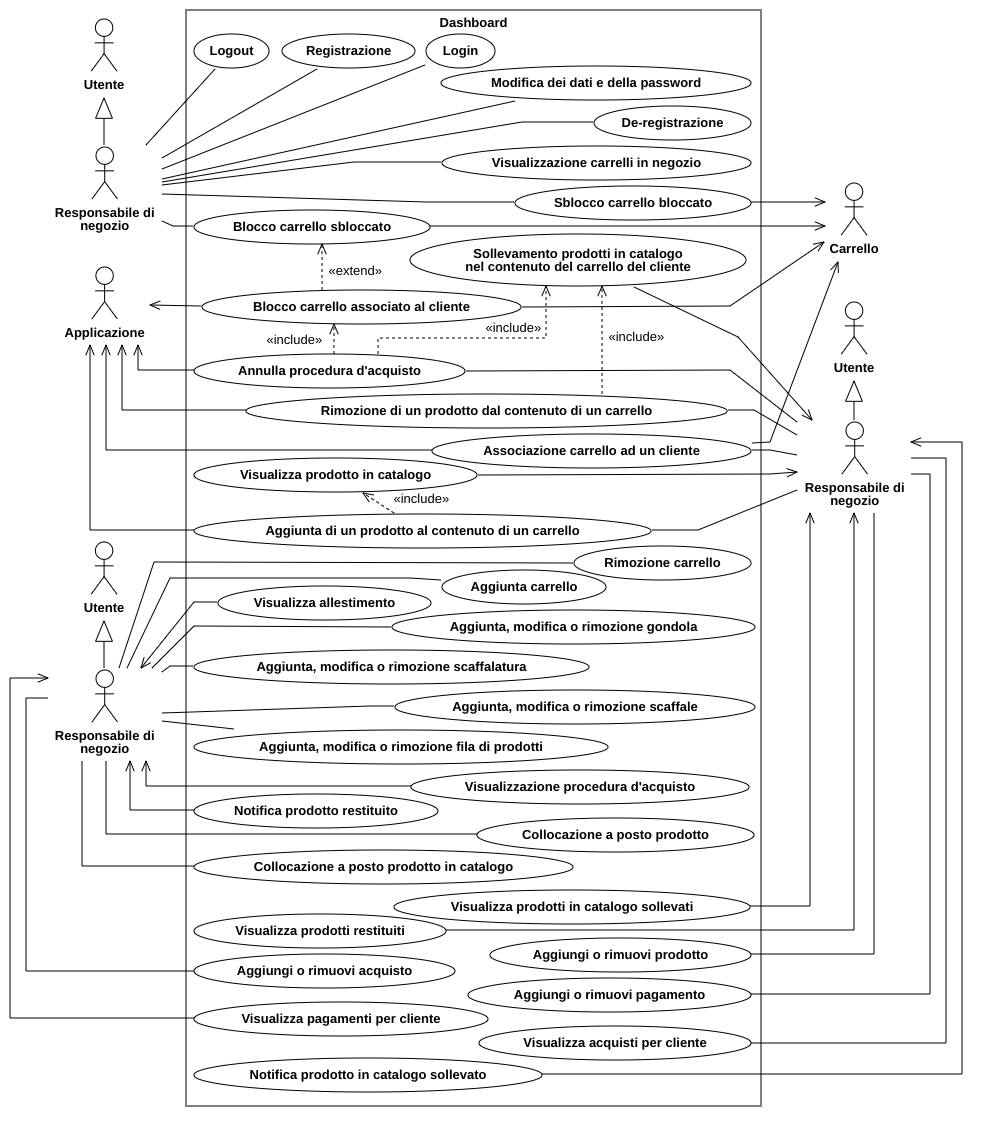 Dashboard
Logout
Registrazione
Login
Utente
Modifica dei dati e della password
De-registrazione
Visualizzazione carrelli in negozio
Responsabile di
negozio
Sblocco carrello bloccato
Blocco carrello sbloccato
Carrello
Sollevamento prodotti in catalogo
nel contenuto del carrello del cliente
«extend»
Blocco carrello associato al cliente
Applicazione
«include»
«include»
«include»
Utente
Annulla procedura d'acquisto
Rimozione di un prodotto dal contenuto di un carrello
Associazione carrello ad un cliente
Visualizza prodotto in catalogo
Responsabile di
negozio
«include»
Aggiunta di un prodotto al contenuto di un carrello
Rimozione carrello
Utente
Aggiunta carrello
Visualizza allestimento
Aggiunta, modifica o rimozione gondola
Aggiunta, modifica o rimozione scaffalatura
Aggiunta, modifica o rimozione scaffale
Responsabile di
negozio
Aggiunta, modifica o rimozione fila di prodotti
Visualizzazione procedura d'acquisto
Notifica prodotto restituito
Collocazione a posto prodotto
Collocazione a posto prodotto in catalogo
Visualizza prodotti in catalogo sollevati
Visualizza prodotti restituiti
Aggiungi o rimuovi prodotto
Aggiungi o rimuovi acquisto
Aggiungi o rimuovi pagamento
Visualizza pagamenti per cliente
Visualizza acquisti per cliente
Notifica prodotto in catalogo sollevato